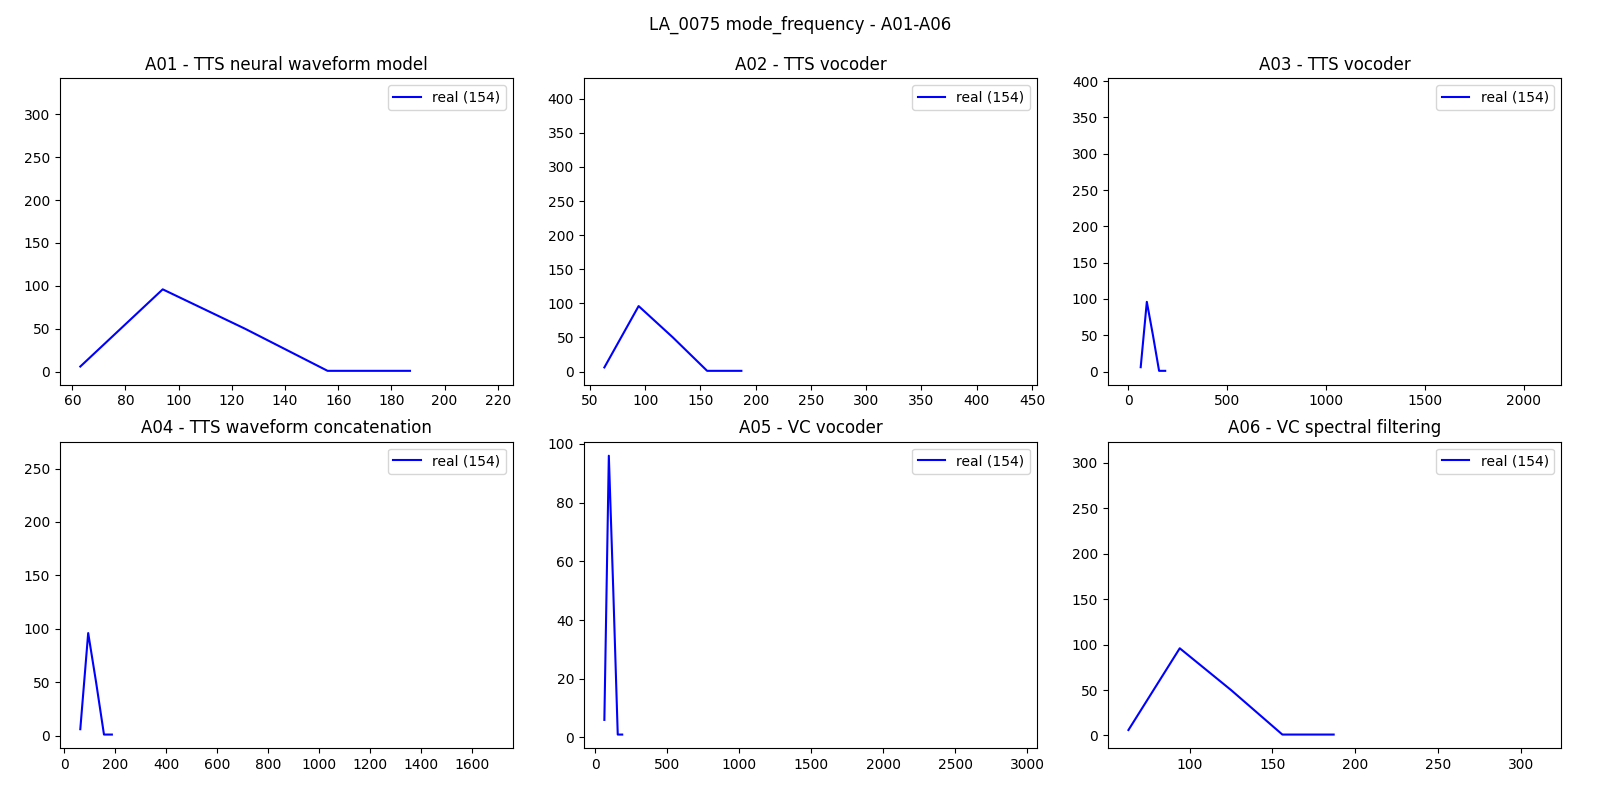 LA_0075 mode_frequency - A01-A06
A01 - TTS neural waveform model
real (154)
300
250
200
150
100
50
0
60 80 100 120 140 160 180 200 220
A02 - TTS vocoder
real (154)
400
350
300
250
200
150
100
50
0
50 100 150 200 250 300 350 400 450
A03 - TTS vocoder
real (154)
400
350
300
250
200
150
100
50
0
0 500 1000 1500 2000
A04 - TTS waveform concatenation
real (154)
250
200
150
100
50
0
0 200 400 600 800 1000 1200 1400 1600
A05 - VC vocoder
real (154)
100
80
60
40
20
0
0 500 1000 1500 2000 2500 3000
A06 - VC spectral filtering
real (154)
300
250
200
150
100
50
0
100 150 200 250 300